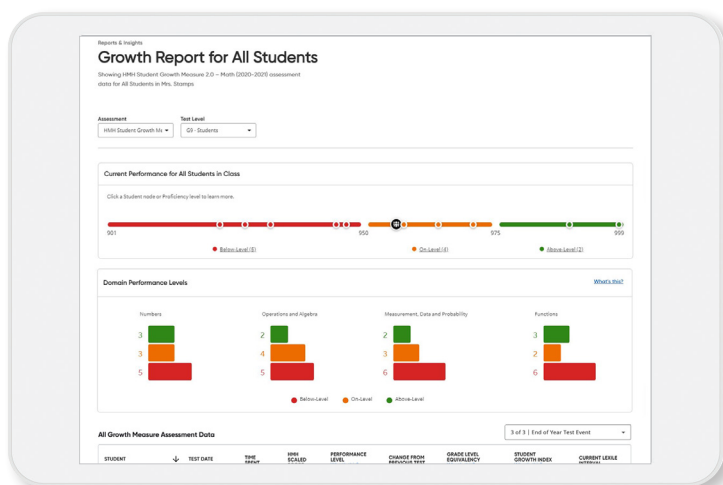 Reports & Insights
Growth Report for All Students
Showing HMH Student Growth Measure 2.0 – Math (2020-2021) assessment
data for All Students in Mrs. Stamps
Assessment
Test Level
HMH Student Growth Me
G9 - Students
Current Performance for All Students in Class
Click a Student node or Proficiency level to learn more.
901
950
975
999
Below-Level (5)
On-Level (4)
Above-Level (2)
Domain Performance Levels
What's this?
Numbers
Operations and Algebra
Measurement, Data and Probability
Functions
3
2
2
3
3
4
3
2
5
5
6
6
Below-Level
On-Level
Above-Level
All Growth Measure Assessment Data
3 of 3 | End of Year Test Event
STUDENT
TEST DATE
TIME
SPENT
HMH
SCALED
PERFORMANCE
LEVEL
CHANGE FROM
PREVIOUS TEST
GRADE LEVEL
EQUIVALENCY
STUDENT
GROWTH INDEX
CURRENT LEXILE